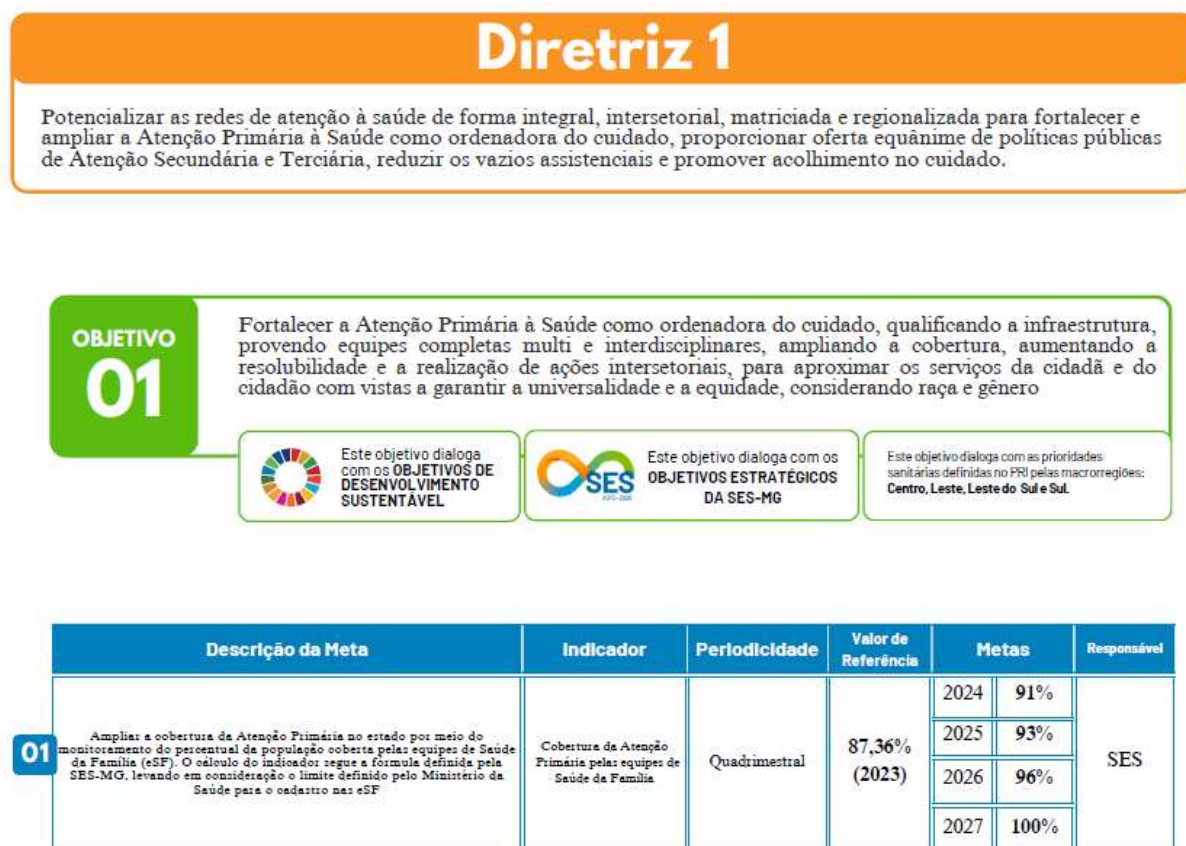 Diretriz 1
Potencializar as redes de atenção à saúde de forma integral, intersetorial, matriciada e regionalizada para fortalecer e
ampliar a Atenção Primária à Saúde como ordenadora do cuidado, proporcionar oferta equânime de políticas públicas
de Atenção Secundária e Terciária, reduzir os vazios assistenciais e promover acolhimento no cuidado.
OBJETIVO
01
Fortalecer a Atenção Primária à Saúde como ordenadora do cuidado, qualificando a infraestrutura,
provendo equipes completas multi e interdisciplinares, ampliando a cobertura, aumentando a
resolubilidade e a realização de ações intersetoriais, para aproximar os serviços da cidadã e do
cidadão com vistas a garantir a universalidade e a equidade, considerando raça e gênero
Este objetivo dialoga
com os OBJETIVOS DE
DESENVOLVIMENTO
SUSTENTÁVEL
SES
Este objetivo dialoga com os
OBJETIVOS ESTRATÉGICOS
DA SES-MG
Este objetivo dialoga com as prioridades
sanitárias definidas no PRI pelas macrorregiões:
Centro, Leste, Leste do Sul e Sul.
Descrição da Meta
Indicador
Periodicidade
Valor de
Referência
Metas
Responsável
01
Ampliar a cobertura da Atenção Primária no estado por meio do
monitoramento do percentual da população coberta pelas equipes de Saúde
da Família (eSF). O cálculo do indicador segue a fórmula definida pela
SES-MG, levando em consideração o limite definido pelo Ministério da
Saúde para o cadastro nas eSF
Cobertura da Atenção
Primária pelas equipes de
Saúde da Família
Quadrimestral
87,36%
(2023)
2024 91%
2025 93%
2026 96%
2027 100%
SES